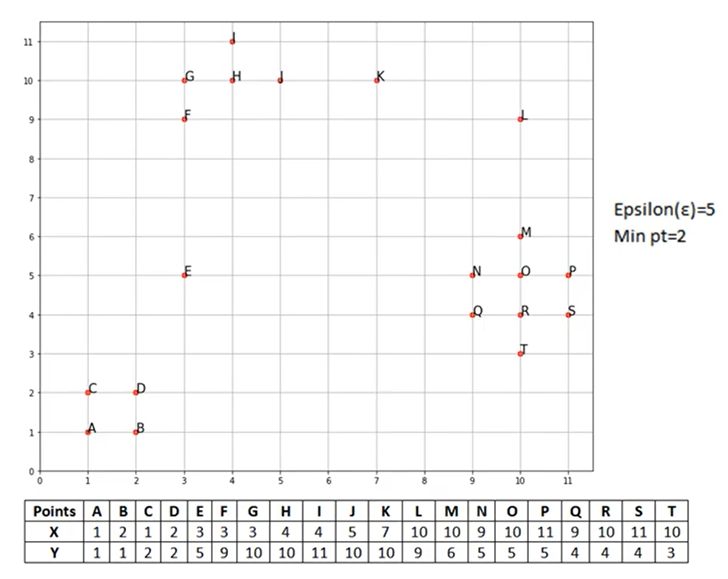 I
11
G H J K
10
F L
9
8
7
M
6
E N O P
5
Q R S
4
T
3
C D
2
A B
1
0
0 1 2 3 4 5 6 7 8 9 10 11
Epsilon(ε)=5
Min pt=2
Points A B C D E F G H I J K L M N O P Q R S T
X 1 2 1 2 3 3 3 4 4 5 7 10 10 9 10 11 9 10 11 10
Y 1 1 2 2 5 9 10 10 11 10 10 9 6 5 5 5 4 4 4 3